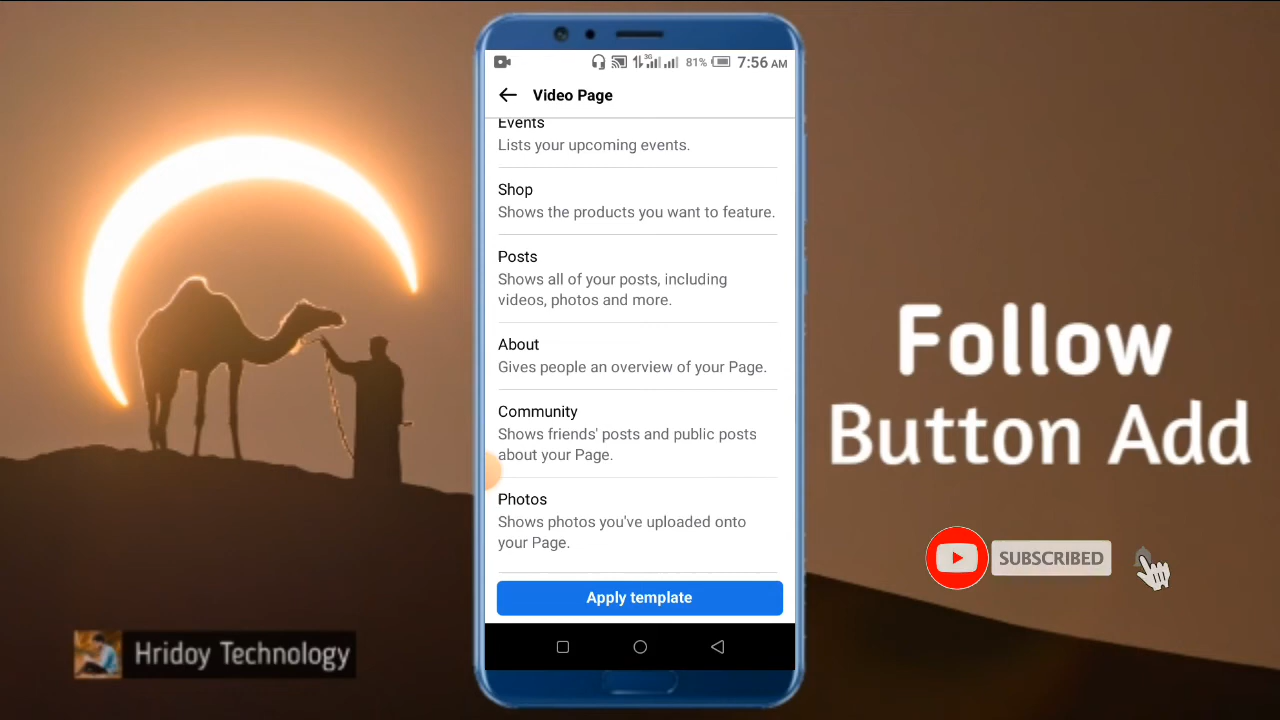 3G 81% 7:56 AM
Video Page
Events
Lists your upcoming events.
Shop
Shows the products you want to feature.
Posts
Shows all of your posts, including
videos, photos and more.
About
Gives people an overview of your Page.
Community
Shows friends' posts and public posts
about your Page.
Photos
Shows photos you've uploaded onto
your Page.
Apply template
Follow
Button Add
SUBSCRIBED
Hridoy Technology